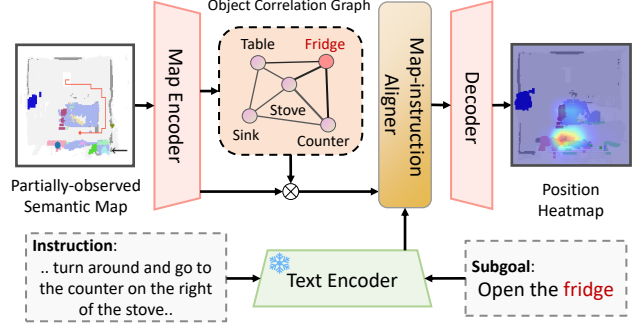 Object Correlation Graph
Table
Fridge
Stove
Sink
Counter
Map Encoder
Map-instruction
Aligner
Decoder
Partially-observed
Semantic Map
Position
Heatmap
Instruction:
.. turn around and go to
the counter on the right
of the stove..
Text Encoder
Subgoal:
Open the fridge